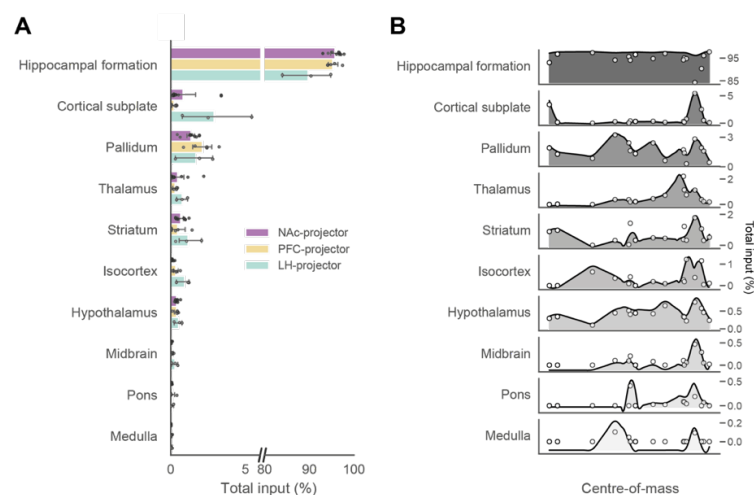 A
Hippocampal formation
Cortical subplate
Pallidum
Thalamus
Striatum
Isocortex
Hypothalamus
Midbrain
Pons
Medulla
NAc-projector
PFC-projector
LH-projector
0 5 80 90 100
Total input (%)
B
Hippocampal formation
95
85
Cortical subplate
5
0
Pallidum
3
0
Thalamus
2
0
Striatum
2
0
Isocortex
1
0
Hypothalamus
0.5
0.0
Midbrain
0.5
0.0
Pons
0.5
0.0
Medulla
0.2
0.0
Total input (%)
Centre-of-mass